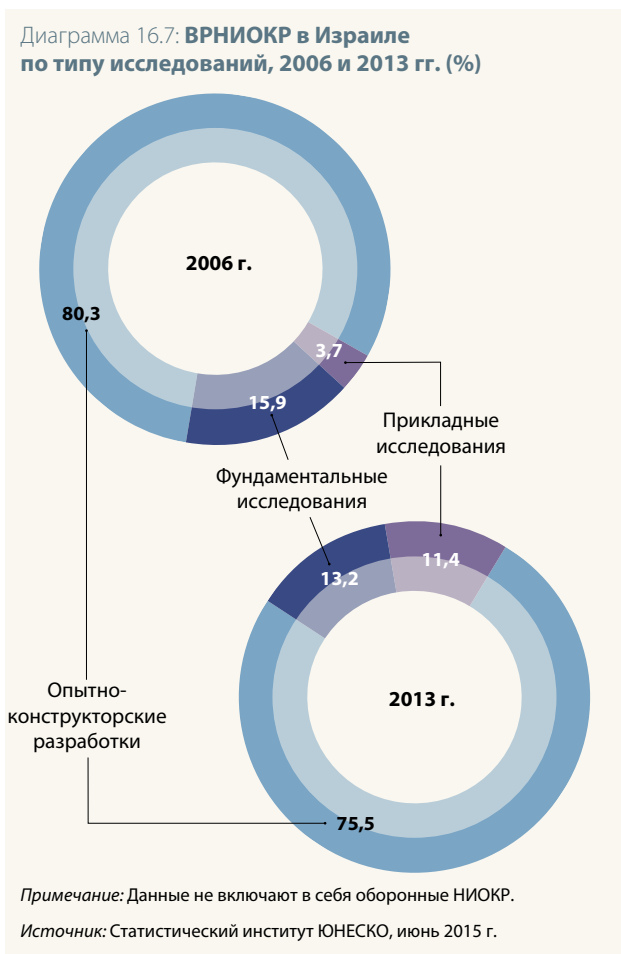 Диаграмма 16.7: ВРНИОКР в Израиле
по типу исследований, 2006 и 2013 гг. (%)
2006 г.
80,3
3,7
15,9
Прикладные
исследования
Фундаментальные
исследования
13,2
11,4
Опытно-
конструкторские
разработки
2013 г.
75,5
Примечание: Данные не включают в себя оборонные НИОКР.
Источник: Статистический институт ЮНЕСКО, июнь 2015 г.